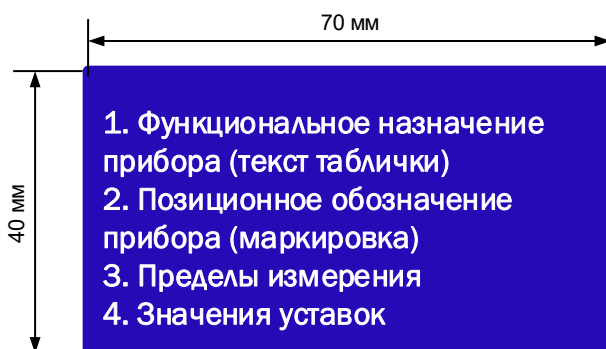 70 мм
40 мм
1. Функциональное назначение
прибора (текст таблички)
2. Позиционное обозначение
прибора (маркировка)
3. Пределы измерения
4. Значения уставок